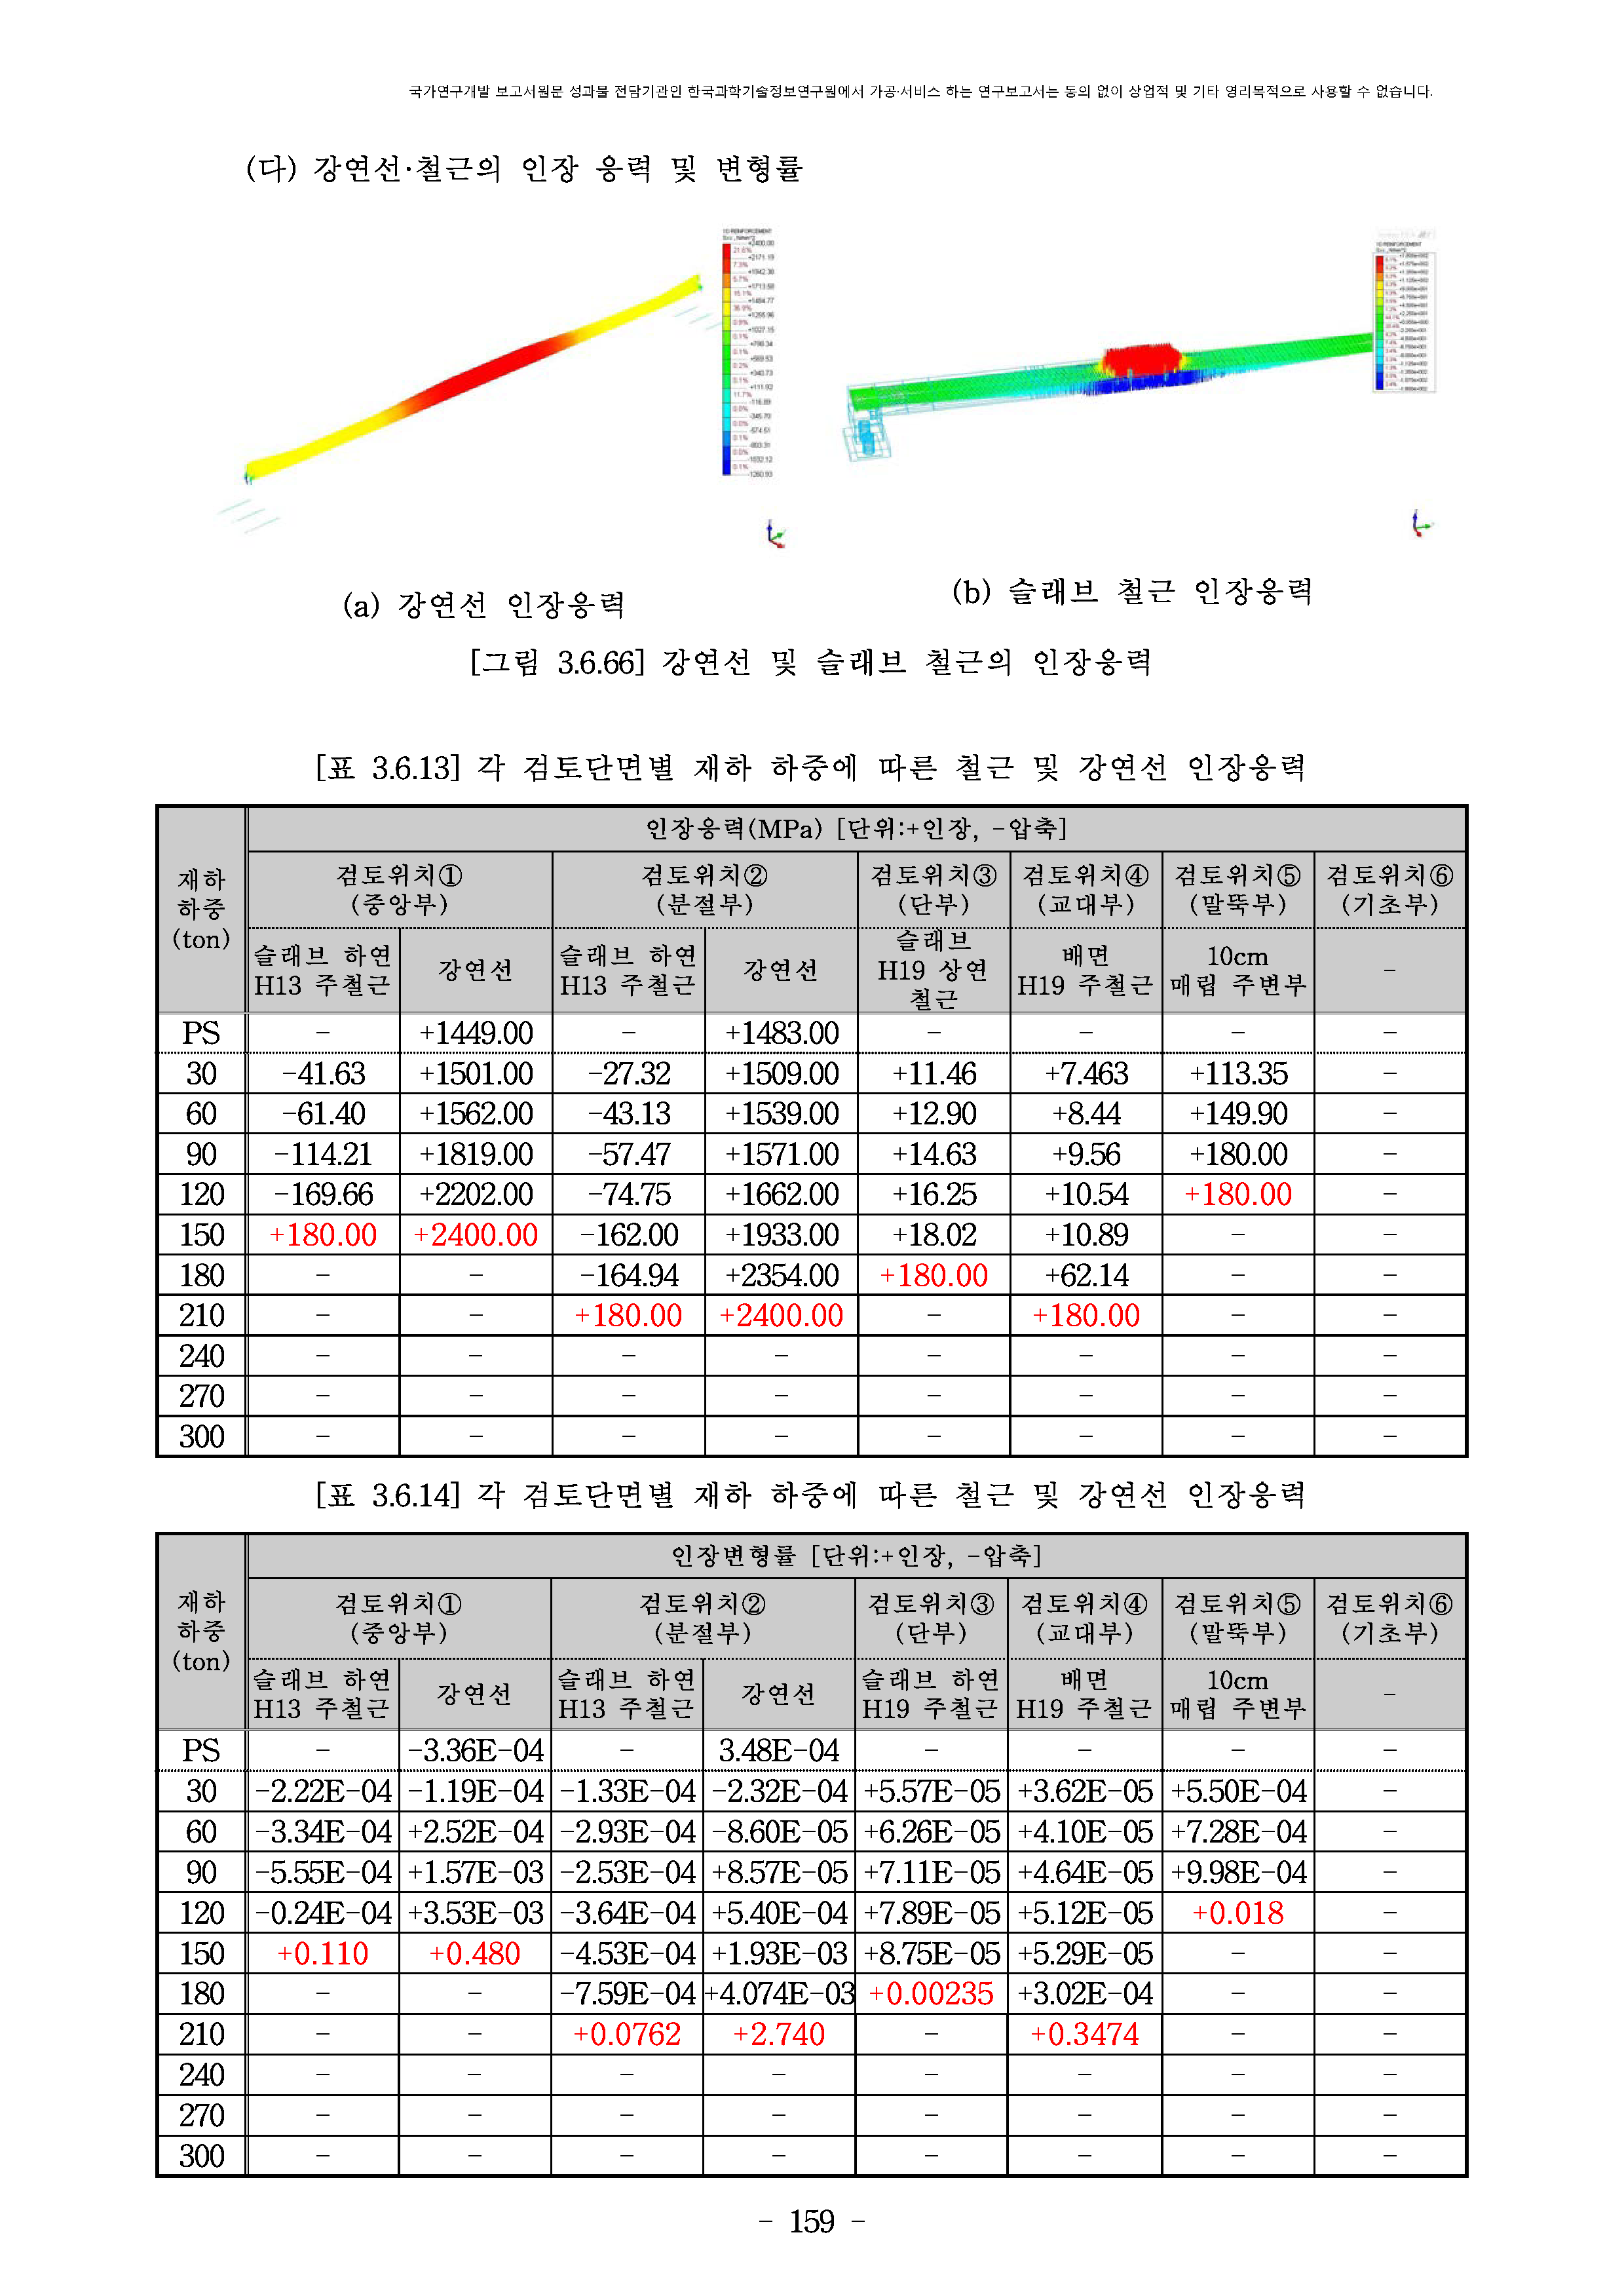 국가연구개발 보고서원문 성과물 전담기관인 한국과학기술정보연구원에서 가공·서비스 하는 연구보고서는 동의 없이 상업적 및 기타 영리목적으로 사용할 수 없습니다.
(다) 강연선·철근의 인장 응력 및 변형률
(a) 강연선 인장응력
(b) 슬래브 철근 인장응력
[그림 3.6.66] 강연선 및 슬래브 철근의 인장응력
[표 3.6.13] 각 검토단면별 재하 하중에 따른 철근 및 강연선 인장응력
재하 하중 (ton) 인장응력(MPa) [단위:+인장, -압축]
검토위치① (중앙부) 검토위치② (분절부) 검토위치③ (단부) 검토위치④ (교대부) 검토위치⑤ (말뚝부) 검토위치⑥ (기초부)
슬래브 하연 H13 주철근 강연선 슬래브 하연 H13 주철근 강연선 슬래브 H19 상연 철근 배면 H19 주철근 10cm 매립 주변부 -
PS - +1449.00 - +1483.00 - - - -
30 -41.63 +1501.00 -27.32 +1509.00 +11.46 +7.463 +113.35 -
60 -61.40 +1562.00 -43.13 +1539.00 +12.90 +8.44 +149.90 -
90 -114.21 +1819.00 -57.47 +1571.00 +14.63 +9.56 +180.00 -
120 -169.66 +2202.00 -74.75 +1662.00 +16.25 +10.54 +180.00 -
150 +180.00 +2400.00 -162.00 +1933.00 +18.02 +10.89 - -
180 - - -164.94 +2354.00 +180.00 +62.14 - -
210 - - +180.00 +2400.00 - +180.00 - -
240 - - - - - - - -
270 - - - - - - - -
300 - - - - - - - -
[표 3.6.14] 각 검토단면별 재하 하중에 따른 철근 및 강연선 인장응력
재하 하중 (ton) 인장변형률 [단위:+인장, -압축]
검토위치① (중앙부) 검토위치② (분절부) 검토위치③ (단부) 검토위치④ (교대부) 검토위치⑤ (말뚝부) 검토위치⑥ (기초부)
슬래브 하연 H13 주철근 강연선 슬래브 하연 H13 주철근 강연선 슬래브 하연 H19 주철근 배면 H19 주철근 10cm 매립 주변부 -
PS - -3.36E-04 - 3.48E-04 - - - -
30 -2.22E-04 -1.19E-04 -1.33E-04 -2.32E-04 +5.57E-05 +3.62E-05 +5.50E-04 -
60 -3.34E-04 +2.52E-04 -2.93E-04 -8.60E-05 +6.26E-05 +4.10E-05 +7.28E-04 -
90 -5.55E-04 +1.57E-03 -2.53E-04 +8.57E-05 +7.11E-05 +4.64E-05 +9.98E-04 -
120 -0.24E-04 +3.53E-03 -3.64E-04 +5.40E-04 +7.89E-05 +5.12E-05 +0.018 -
150 +0.110 +0.480 -4.53E-04 +1.93E-03 +8.75E-05 +5.29E-05 - -
180 - - -7.59E-04 +4.074E-03 +0.00235 +3.02E-04 - -
210 - - +0.0762 +2.740 - +0.3474 - -
240 - - - - - - - -
270 - - - - - - - -
300 - - - - - - - -
- 159 -